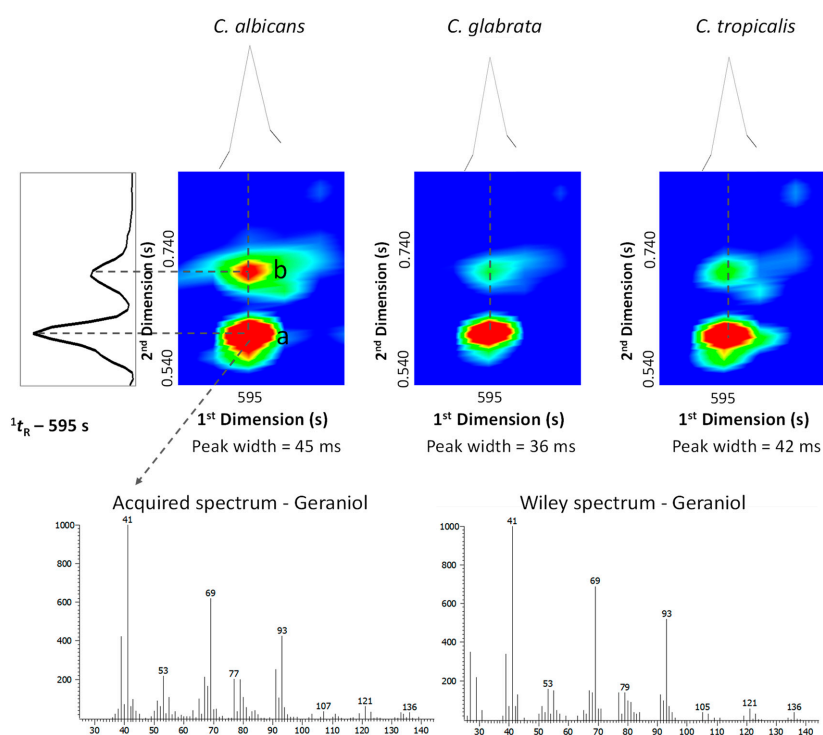 C. albicans
C. glabrata
C. tropicalis
0.740
2nd Dimension (s)
0.540
b
a
0.740
2nd Dimension (s)
0.540
0.740
2nd Dimension (s)
0.540
595
595
595
1tR – 595 s
1st Dimension (s)
1st Dimension (s)
1st Dimension (s)
Peak width = 45 ms
Peak width = 36 ms
Peak width = 42 ms
Acquired spectrum - Geraniol
1000
800
600
400
200
41
69
93
53
77
107
121
136
30 40 50 60 70 80 90 100 110 120 130 140
Wiley spectrum - Geraniol
1000
800
600
400
200
41
69
93
53
79
105
121
136
30 40 50 60 70 80 90 100 110 120 130 140